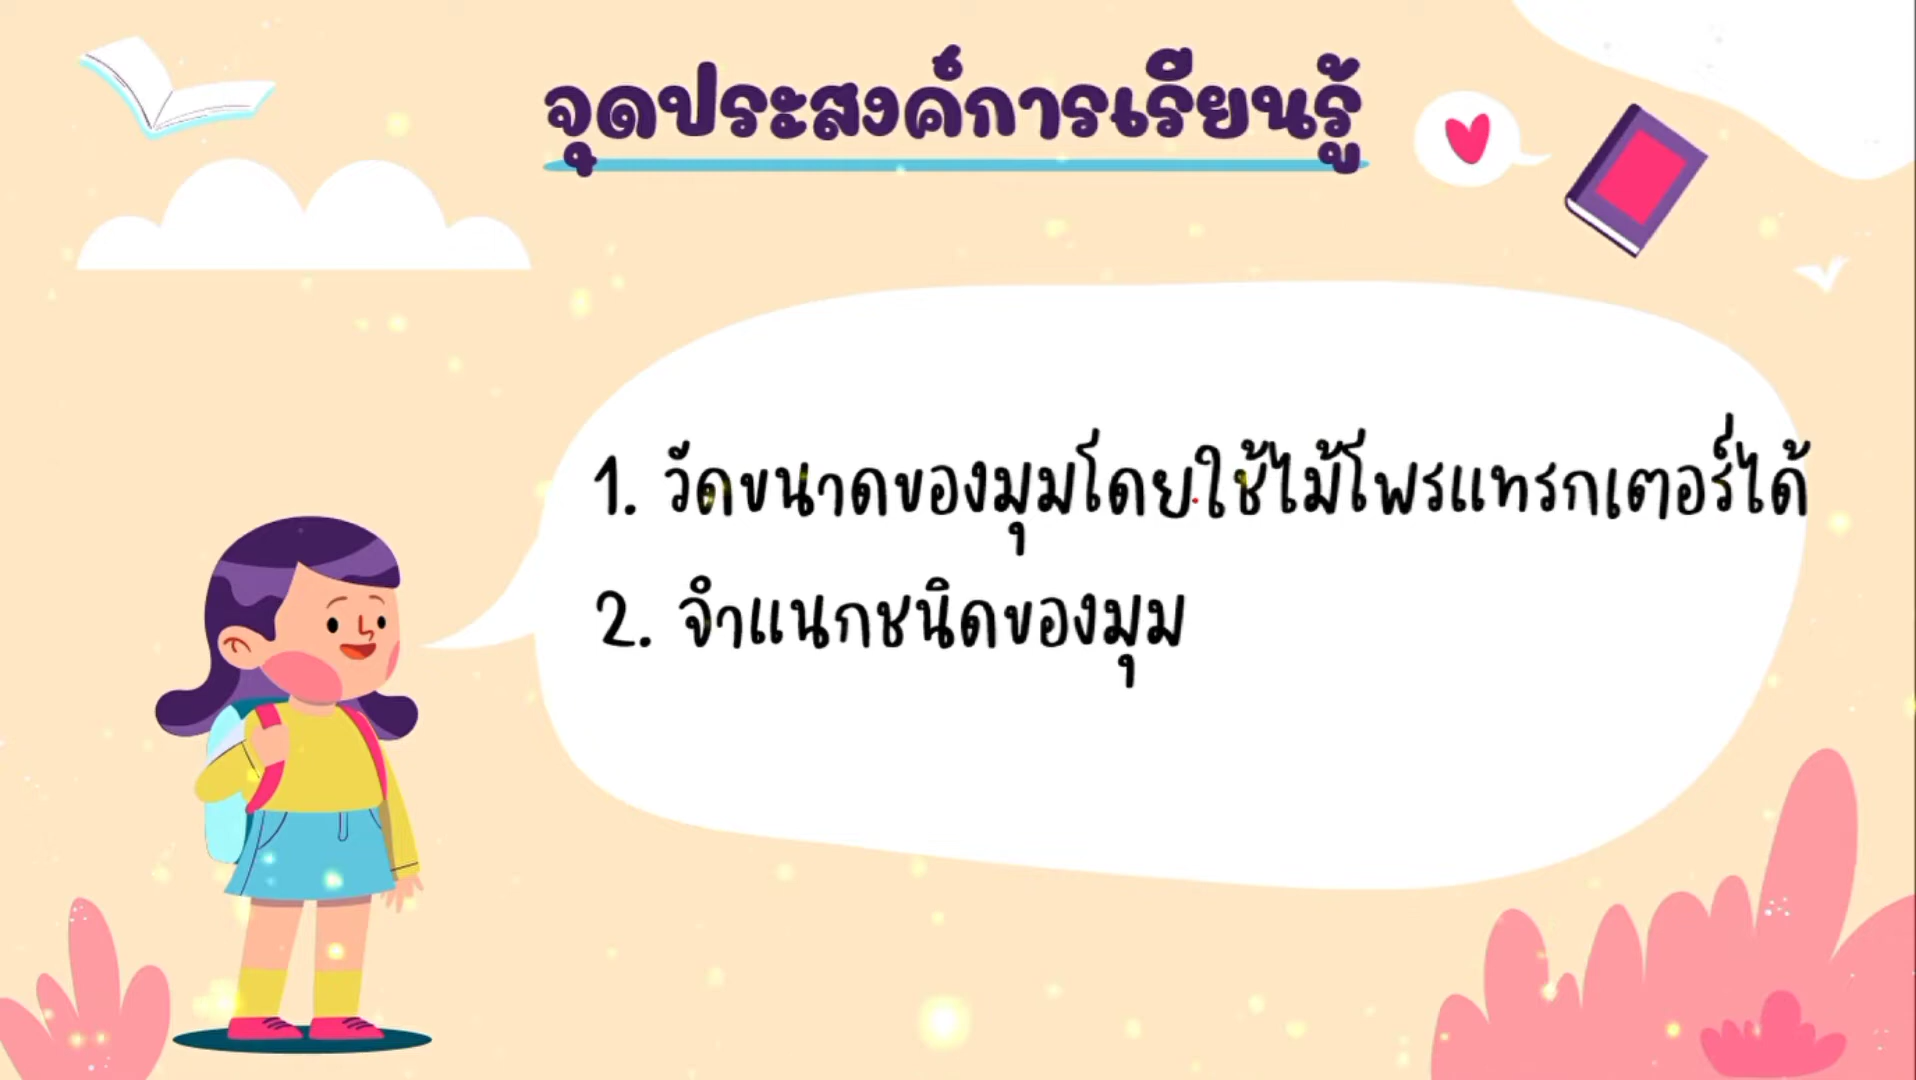 จุดประสงค์การเรียนรู้
1. วัดขนาดของมุมโดยใช้ไม้โพรแทรกเตอร์ได้
2. จำแนกชนิดของมุม